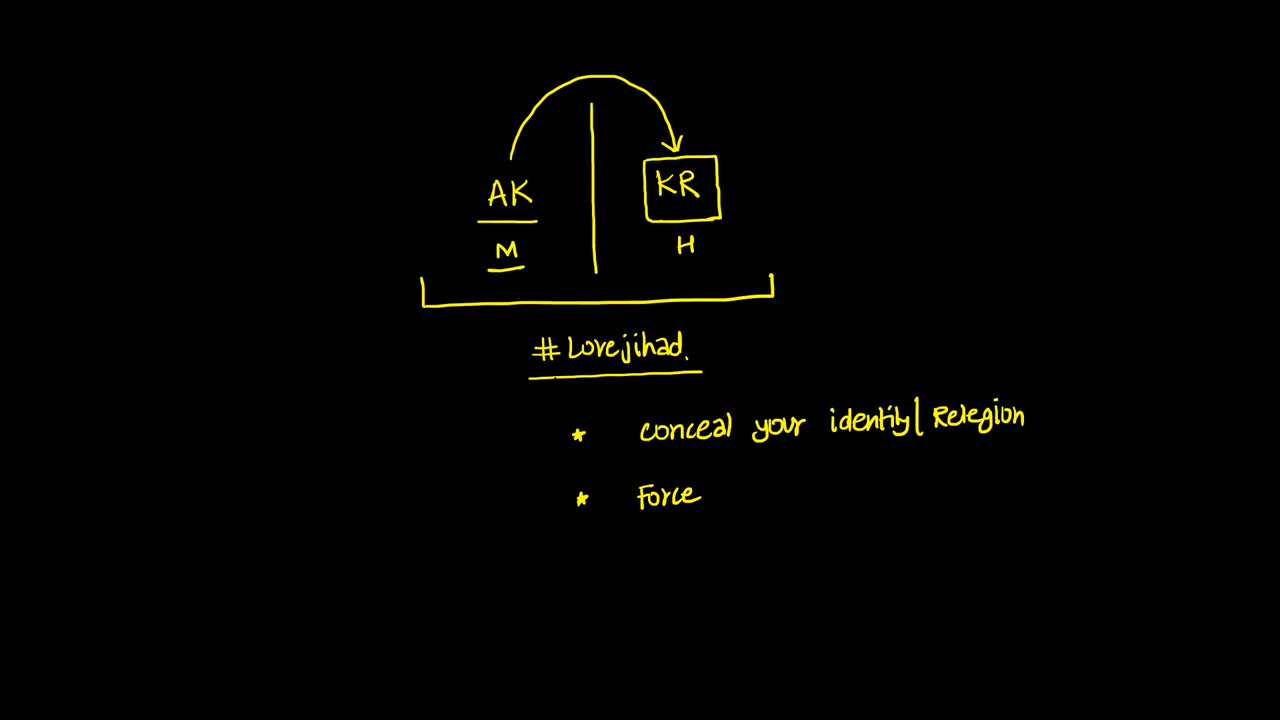 AK KR
M H
#Lovejihad.
* conceal your identity/Relegion
* Force